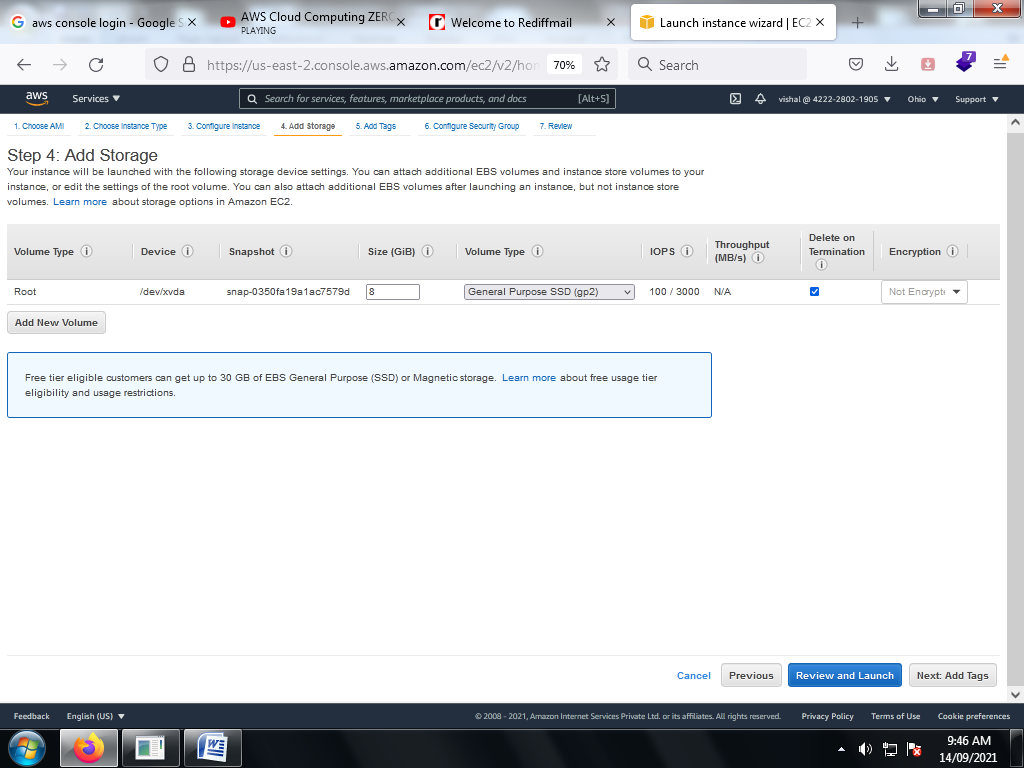 aws console login - Google S
AWS Cloud Computing ZERO
PLAYING
Welcome to Rediffmail
Launch instance wizard | EC2
https://us-east-2.console.aws.amazon.com/ec2/v2/hom
70%
Search
7
aws
Services
Search for services, features, marketplace products, and docs
[Alt+S]
vishal @ 4222-2802-1905
Ohio
Support
1. Choose AMI
2. Choose Instance Type
3. Configure Instance
4. Add Storage
5. Add Tags
6. Configure Security Group
7. Review
Step 4: Add Storage
Your instance will be launched with the following storage device settings. You can attach additional EBS volumes and instance store volumes to your
instance, or edit the settings of the root volume. You can also attach additional EBS volumes after launching an instance, but not instance store
volumes. Learn more about storage options in Amazon EC2.
Volume Type
Device
Snapshot
Size (GiB)
Volume Type
IOPS
Throughput
(MB/s)
Delete on
Termination
Encryption
Root
/dev/xvda
snap-0350fa19a1ac7579d
8
General Purpose SSD (gp2)
100 / 3000
N/A
Not Encrypte
Add New Volume
Free tier eligible customers can get up to 30 GB of EBS General Purpose (SSD) or Magnetic storage. Learn more about free usage tier
eligibility and usage restrictions.
Cancel
Previous
Review and Launch
Next: Add Tags
Feedback
English (US)
© 2008 - 2021, Amazon Internet Services Private Ltd. or its affiliates. All rights reserved.
Privacy Policy
Terms of Use
Cookie preferences
9:46 AM
14/09/2021